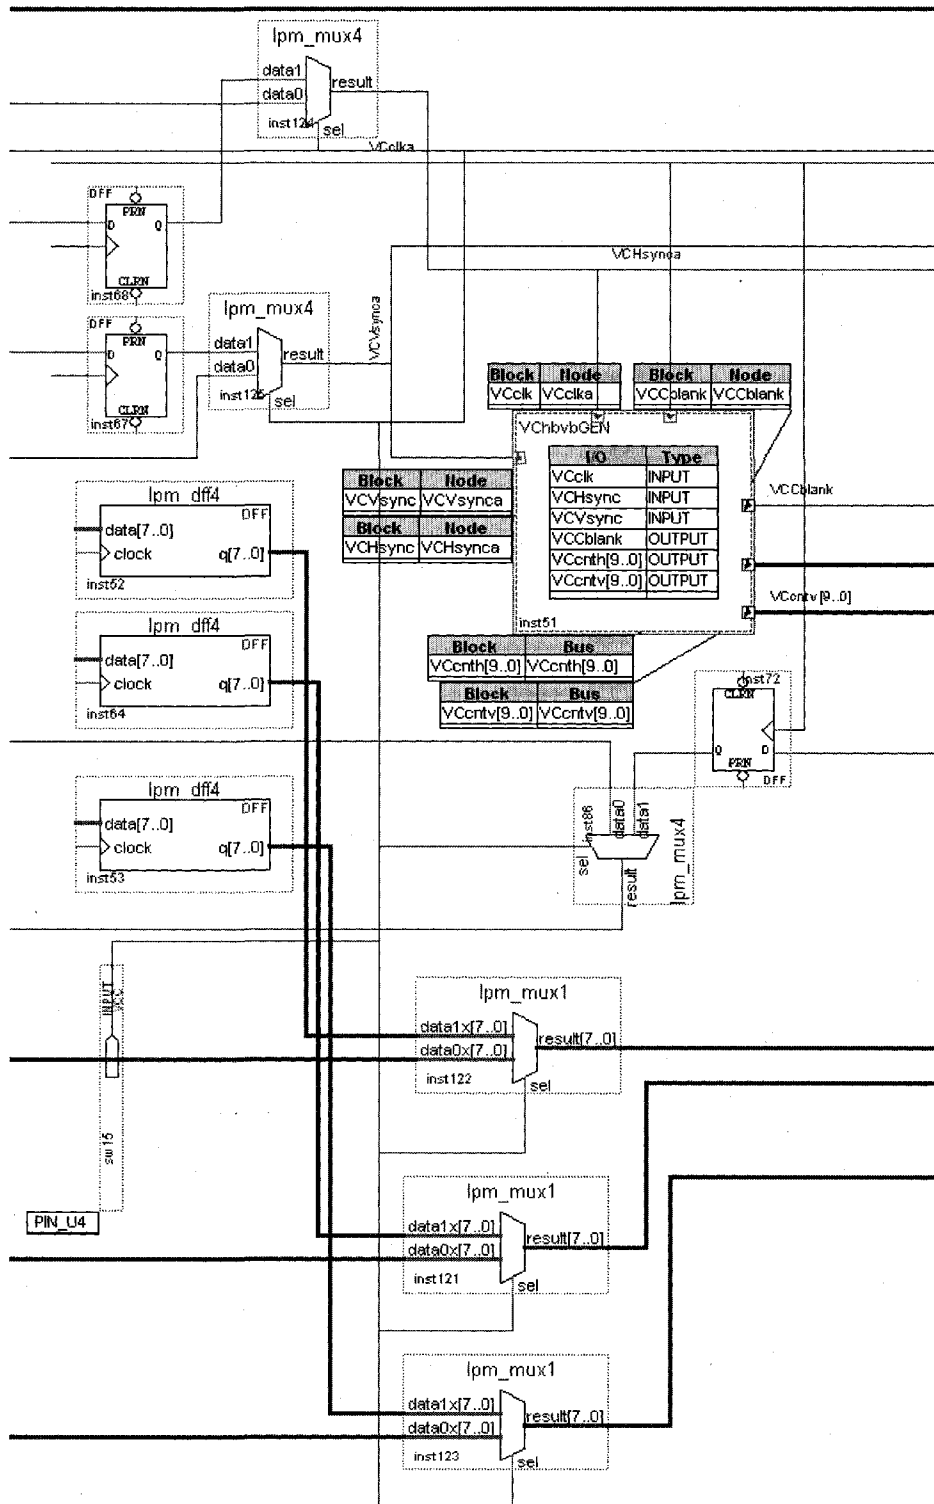 lpm_mux4
data1
result
data0
inst124
sel
VCclka
DFF
PRN
D
Q
CLRN
inst68
VCHsynca
lpm_mux4
DFF
PRN
D
Q
data1
result
data0
CLRN
inst125
sel
inst67
VCVsynca
Block Node
VCclk VCclka
Block Node
VCCblank VCCblank
VChbvbGEN
I/O Type
VCclk INPUT
VCHsync INPUT
VCVsync INPUT
VCCblank OUTPUT
VCcnth[9..0] OUTPUT
VCcntv[9..0] OUTPUT
inst51
Block Node
VCVsync VCVsynca
Block Node
VCHsync VCHsynca
VCCblank
VCcntv[9..0]
lpm_dff4
DFF
data[7..0]
clock q[7..0]
inst52
lpm_dff4
DFF
data[7..0]
clock q[7..0]
inst64
Block Bus
VCcnth[9..0] VCcnth[9..0]
Block Bus
VCcntv[9..0] VCcntv[9..0]
inst72
CLRN
Q
D
PRN
DFF
lpm_dff4
DFF
data[7..0]
clock q[7..0]
inst53
inst86
data0
data1
sel
result
lpm_mux4
INPUT
VCC
sw15
PIN_U4
lpm_mux1
data1x[7..0]
result[7..0]
data0x[7..0]
inst122
sel
lpm_mux1
data1x[7..0]
result[7..0]
data0x[7..0]
inst121
sel
lpm_mux1
data1x[7..0]
result[7..0]
data0x[7..0]
inst123
sel